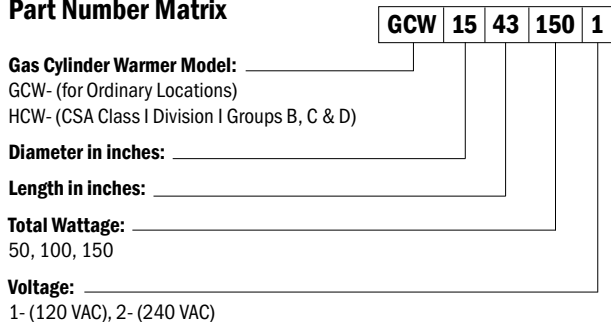 Part Number Matrix
GCW 15 43 150 1
Gas Cylinder Warmer Model:
GCW- (for Ordinary Locations)
HCW- (CSA Class I Division I Groups B, C & D)
Diameter in inches:
Length in inches:
Total Wattage:
50, 100, 150
Voltage:
1- (120 VAC), 2- (240 VAC)